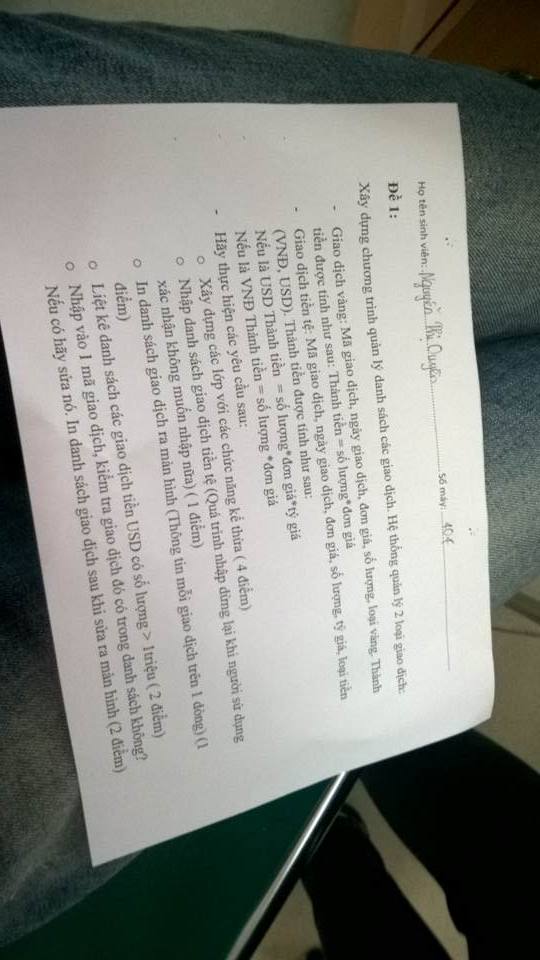 Họ tên sinh viên: Nguyễn Thị Quyên Số máy:
Đề 1:
Xây dựng chương trình quản lý danh sách các giao dịch. Hệ thống quản lý 2 loại giao dịch:
- Giao dịch vàng: Mã giao dịch, ngày giao dịch, đơn giá, số lượng, loại vàng. Thành
tiền được tính như sau: Thành tiền = số lượng*đơn giá
- Giao dịch tiền tệ: Mã giao dịch, ngày giao dịch, đơn giá, số lượng, tỷ giá, loại tiền
(VNĐ, USD). Thành tiền được tính như sau:
Nếu là USD Thành tiền = số lượng*đơn giá*tỷ giá
Nếu là VNĐ Thành tiền = số lượng *đơn giá
- Hãy thực hiện các yêu cầu sau:
o Xây dựng các lớp với các chức năng kế thừa ( 4 điểm)
o Nhập danh sách giao dịch tiền tệ (Quá trình nhập dừng lại khi người sử dụng
xác nhận không muốn nhập nữa) ( 1 điểm)
o In danh sách giao dịch ra màn hình (Thông tin mỗi giao dịch trên 1 dòng) (1
điểm)
o Liệt kê danh sách các giao dịch tiền USD có số lượng > 1triệu ( 2 điểm)
o Nhập vào 1 mã giao dịch, kiểm tra giao dịch đó có trong danh sách không?
Nếu có hãy sửa nó. In danh sách giao dịch sau khi sửa ra màn hình (2 điểm)